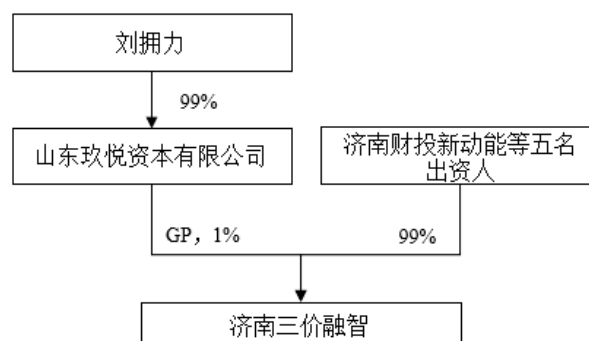 刘拥力
99%
山东玖悦资本有限公司
济南财投新动能等五名
出资人
GP，1%
99%
济南三价融智